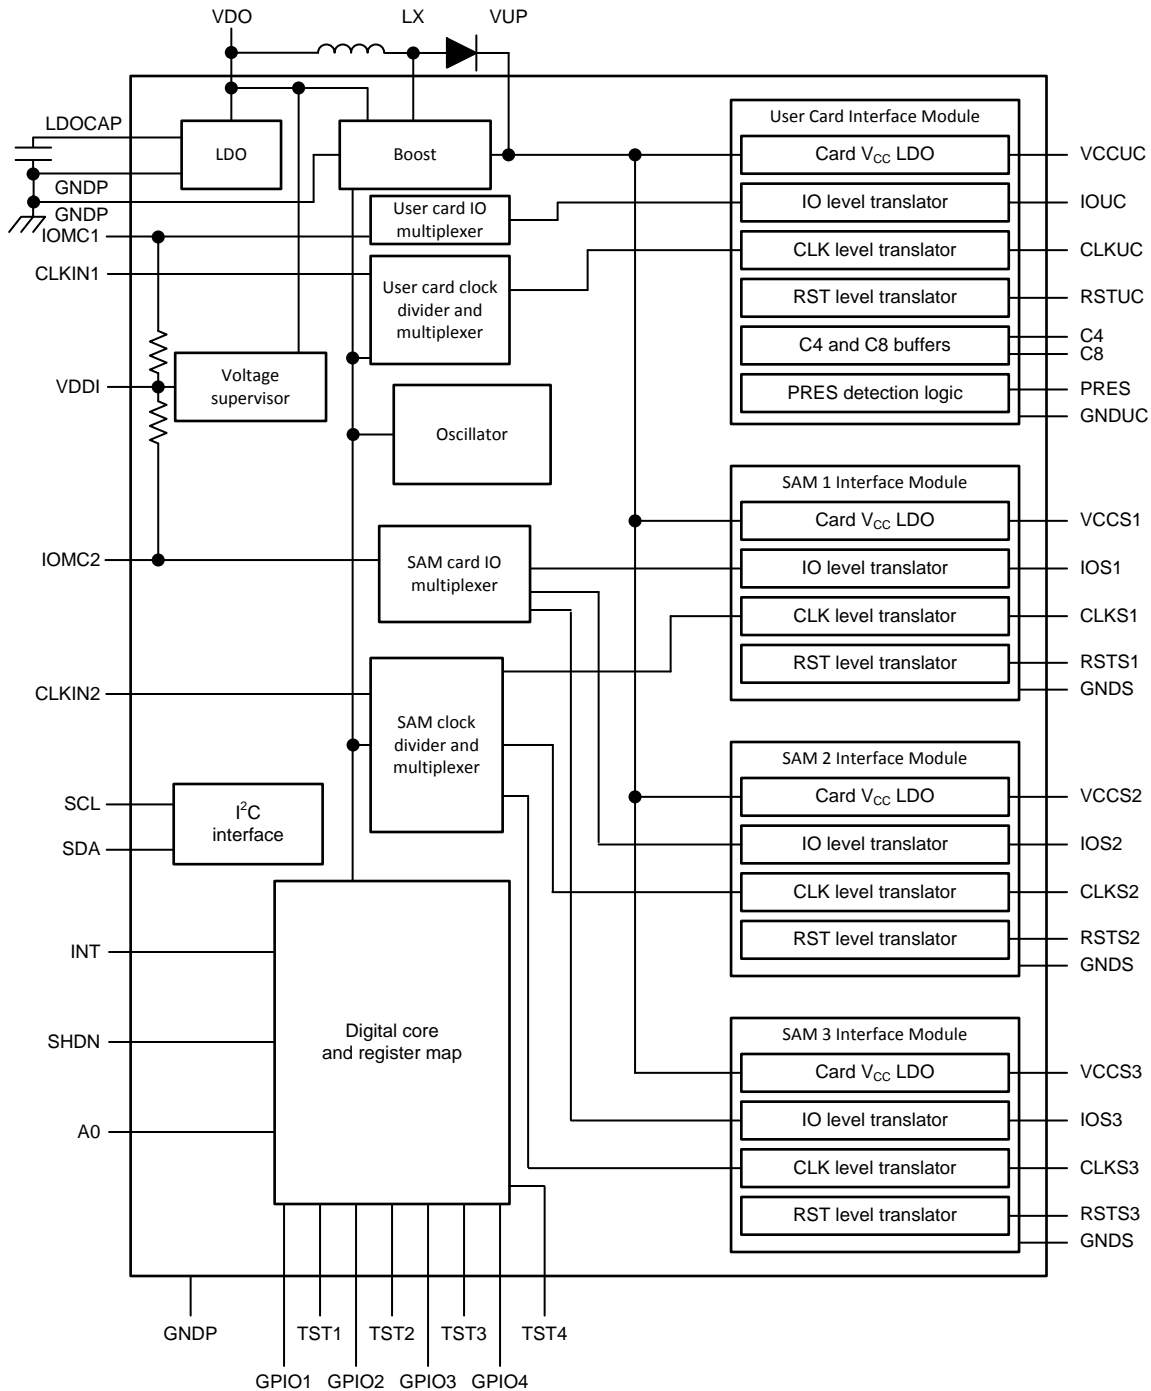 VDO
LX
VUP
LDOCAP
GNDP
GNDP
IOMC1
CLKIN1
VDDI
IOMC2
CLKIN2
SCL
SDA
INT
SHDN
A0
LDO
Boost
User card IO
multiplexer
User card clock
divider and
multiplexer
Voltage
supervisor
Oscillator
SAM card IO
multiplexer
SAM clock
divider and
multiplexer
I²C
interface
Digital core
and register map
User Card Interface Module
Card VCC LDO
IO level translator
CLK level translator
RST level translator
C4 and C8 buffers
PRES detection logic
VCCUC
IOUC
CLKUC
RSTUC
C4
C8
PRES
GNDUC
SAM 1 Interface Module
Card VCC LDO
IO level translator
CLK level translator
RST level translator
VCCS1
IOS1
CLKS1
RSTS1
GNDS
SAM 2 Interface Module
Card VCC LDO
IO level translator
CLK level translator
RST level translator
VCCS2
IOS2
CLKS2
RSTS2
GNDS
SAM 3 Interface Module
Card VCC LDO
IO level translator
CLK level translator
RST level translator
VCCS3
IOS3
CLKS3
RSTS3
GNDS
GNDP
TST1
TST2
TST3
TST4
GPIO1
GPIO2
GPIO3
GPIO4